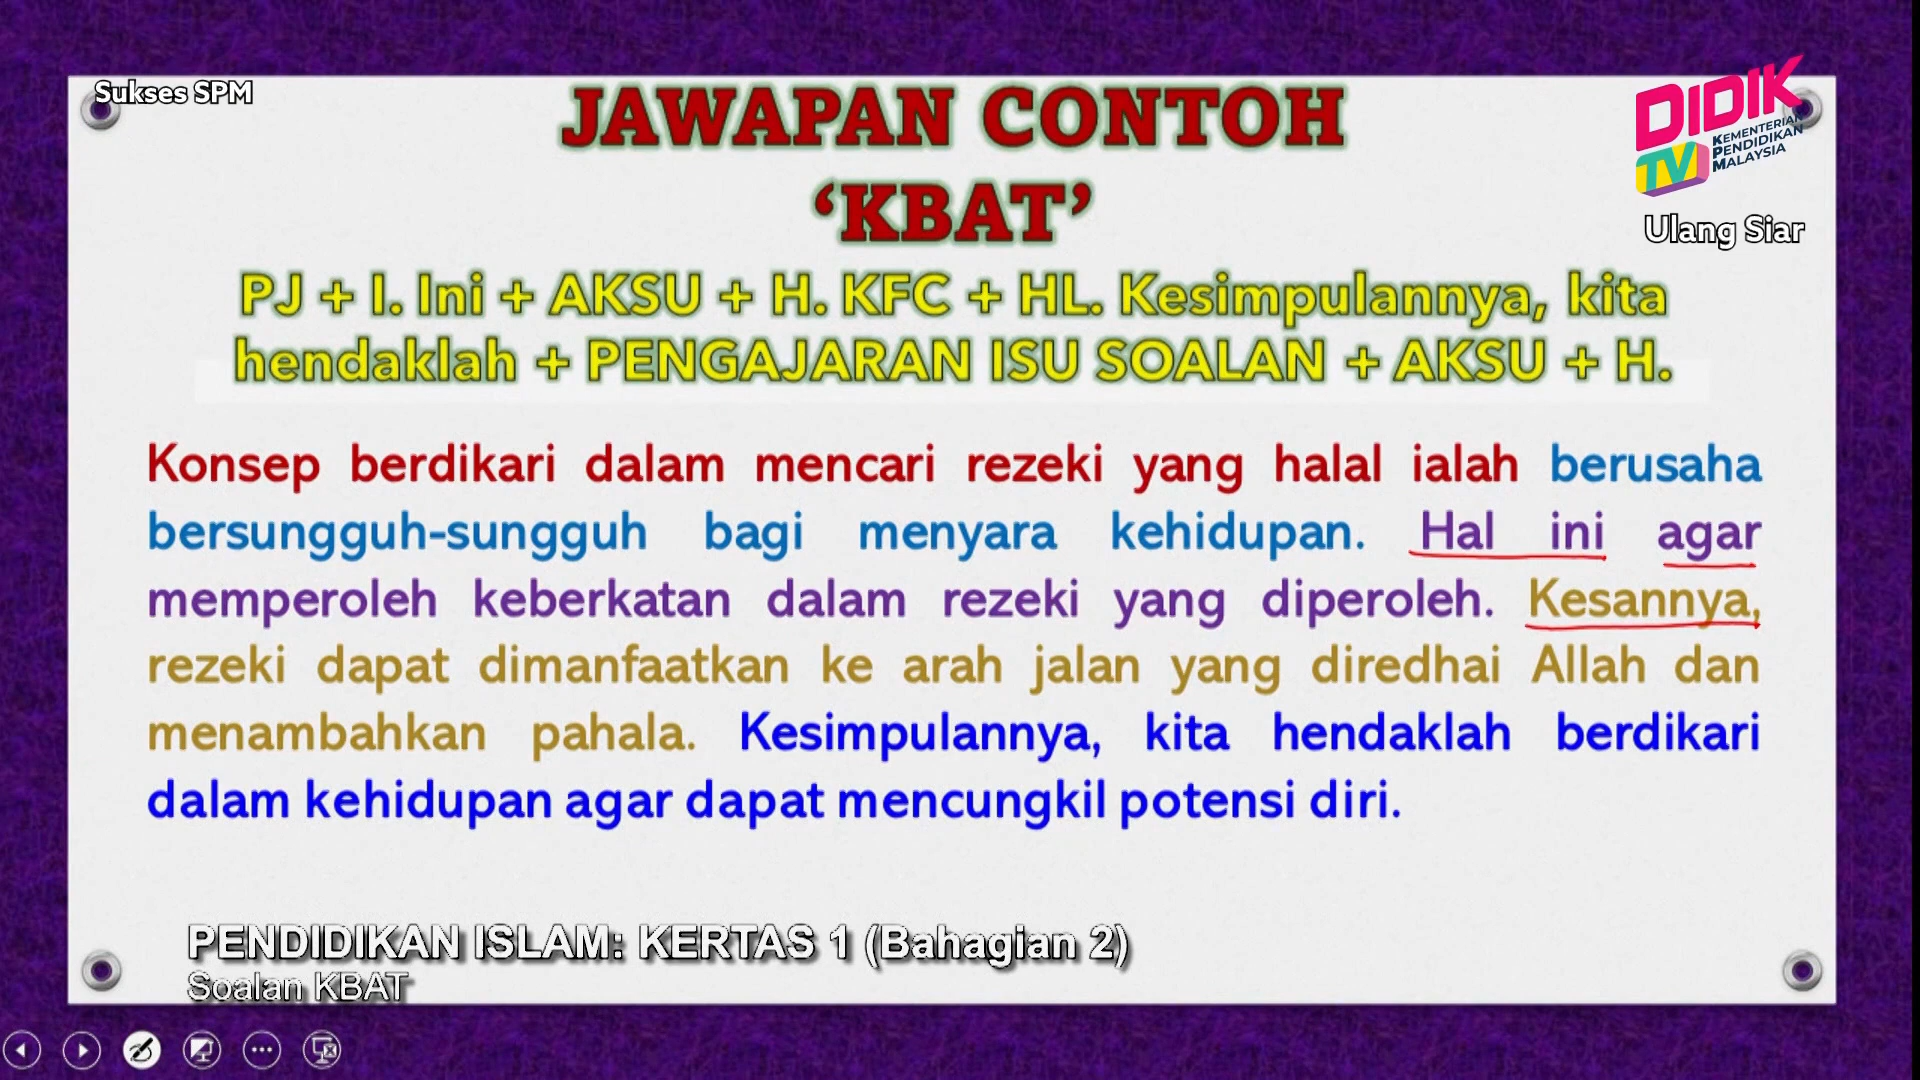 Sukses SPM
JAWAPAN CONTOH
‘KBAT’
DIDIK
TV
KEMENTERIAN
PENDIDIKAN
MALAYSIA
Ulang Siar
PJ + I. Ini + AKSU + H. KFC + HL. Kesimpulannya, kita
hendaklah + PENGAJARAN ISU SOALAN + AKSU + H.
Konsep berdikari dalam mencari rezeki yang halal ialah berusaha
bersungguh-sungguh bagi menyara kehidupan. Hal ini agar
memperoleh keberkatan dalam rezeki yang diperoleh. Kesannya,
rezeki dapat dimanfaatkan ke arah jalan yang diredhai Allah dan
menambahkan pahala. Kesimpulannya, kita hendaklah berdikari
dalam kehidupan agar dapat mencungkil potensi diri.
PENDIDIKAN ISLAM: KERTAS 1 (Bahagian 2)
Soalan KBAT